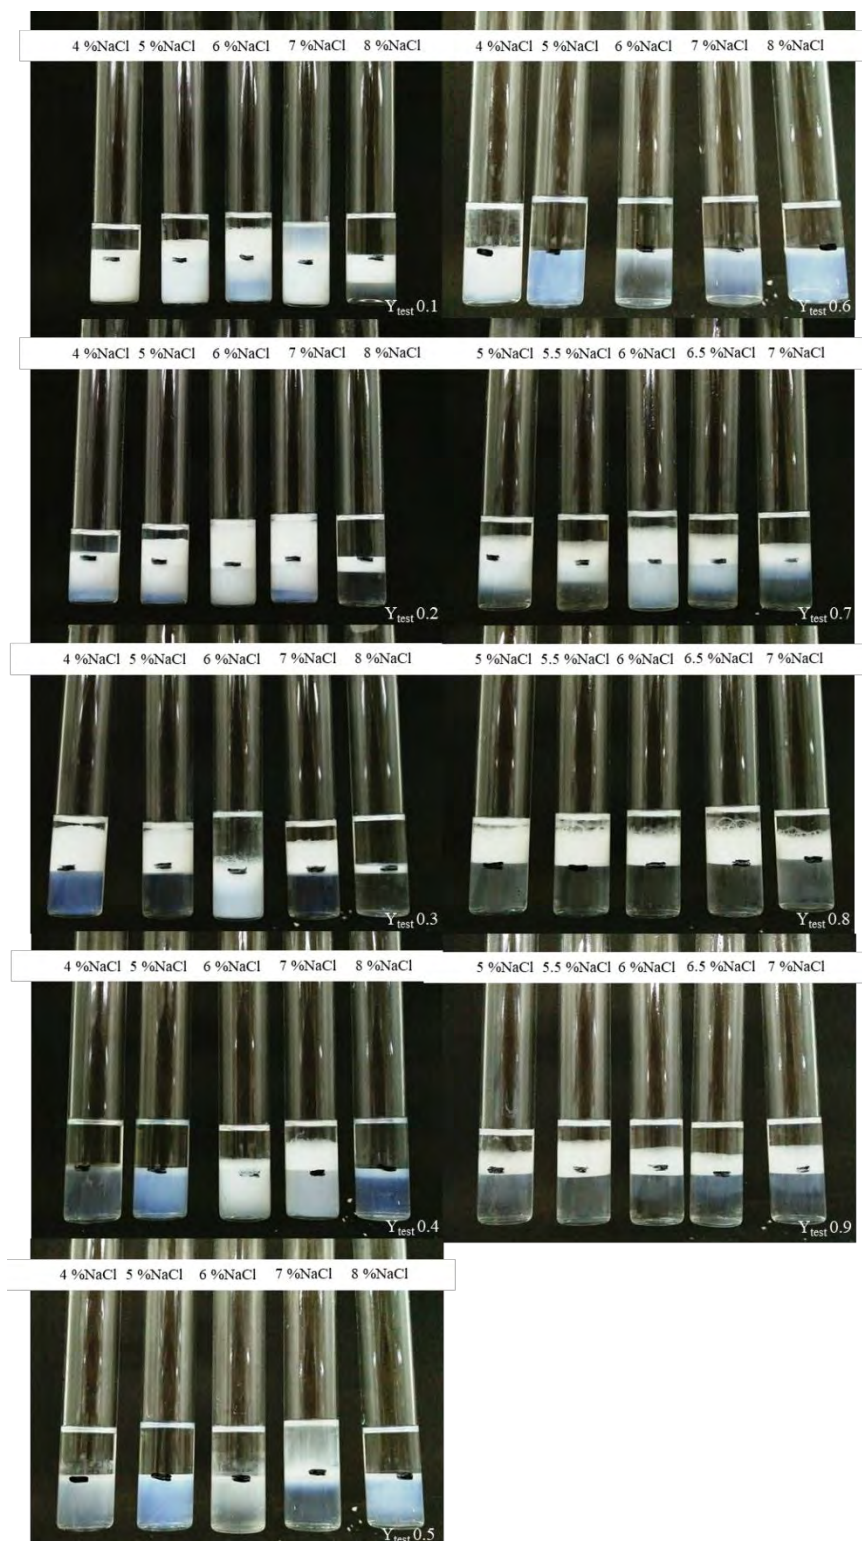 4 %NaCl 5 %NaCl 6 %NaCl 7 %NaCl 8 %NaCl
Ytest 0.1
4 %NaCl 5 %NaCl 6 %NaCl 7 %NaCl 8 %NaCl
Ytest 0.6
4 %NaCl 5 %NaCl 6 %NaCl 7 %NaCl 8 %NaCl
Ytest 0.2
5 %NaCl 5.5 %NaCl 6 %NaCl 6.5 %NaCl 7 %NaCl
Ytest 0.7
4 %NaCl 5 %NaCl 6 %NaCl 7 %NaCl 8 %NaCl
Ytest 0.3
5 %NaCl 5.5 %NaCl 6 %NaCl 6.5 %NaCl 7 %NaCl
Ytest 0.8
4 %NaCl 5 %NaCl 6 %NaCl 7 %NaCl 8 %NaCl
Ytest 0.4
5 %NaCl 5.5 %NaCl 6 %NaCl 6.5 %NaCl 7 %NaCl
Ytest 0.9
4 %NaCl 5 %NaCl 6 %NaCl 7 %NaCl 8 %NaCl
Ytest 0.5